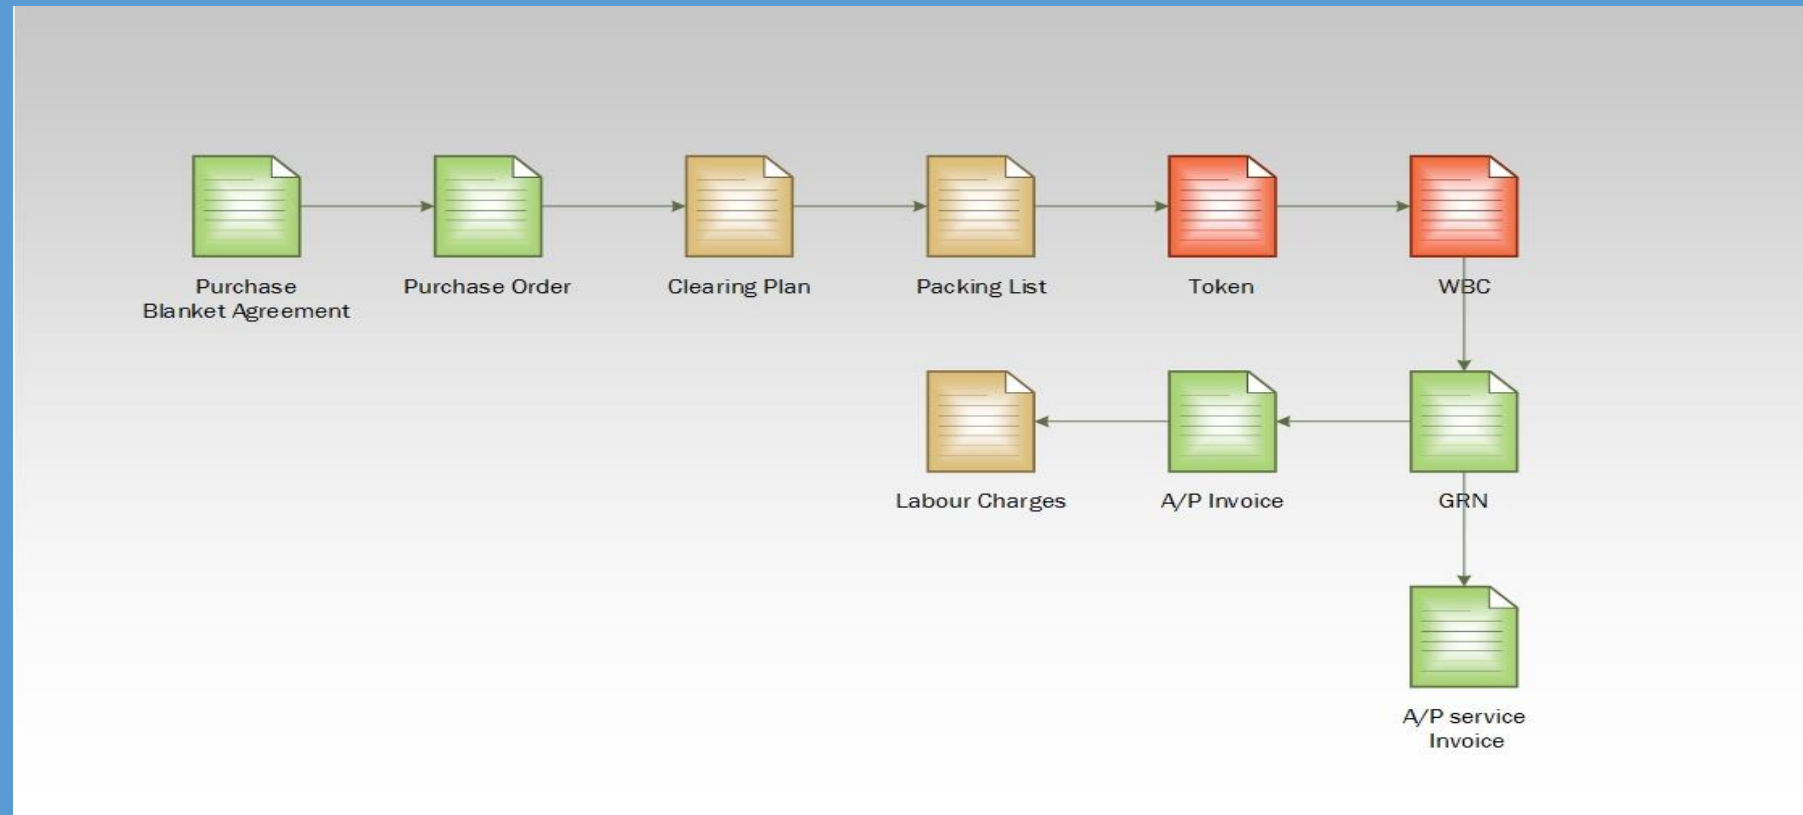 Purchase
Blanket Agreement
Purchase Order
Clearing Plan
Packing List
Token
WBC
Labour Charges
A/P Invoice
GRN
A/P service
Invoice